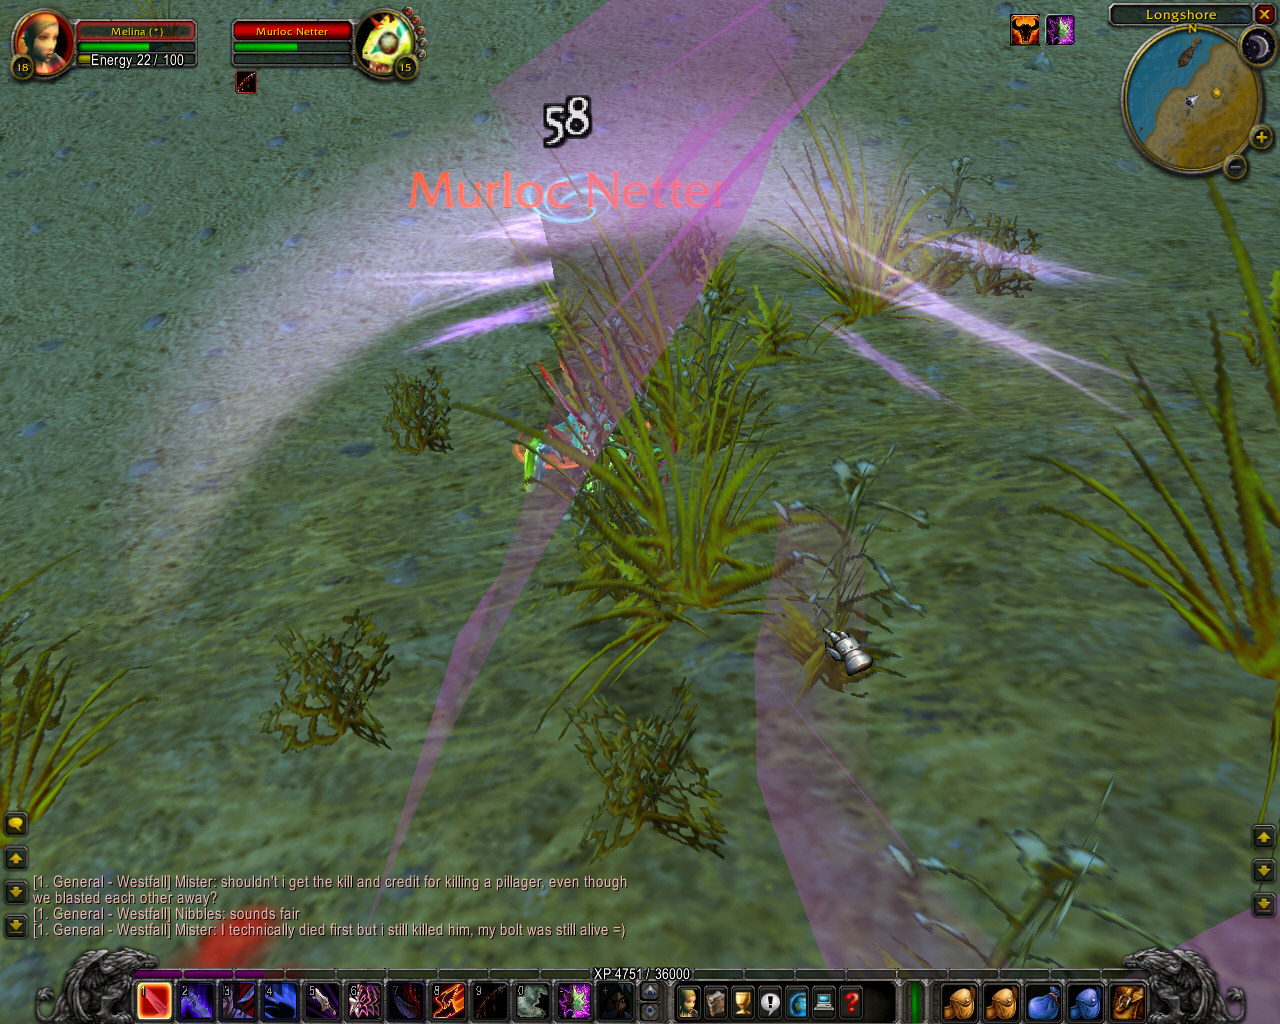 Melina (*)
18
Energy 22 / 100
Murloc Netter
15
Longshore
N
58
Murloc Netter
[1. General - Westfall] Mister: shouldn't i get the kill and credit for killing a pillager, even though
we blasted each other away?
[1. General - Westfall] Nibbles: sounds fair
[1. General - Westfall] Mister: I technically died first but i still killed him, my bolt was still alive =)
XP 4751 / 36000
1 2 3 4 5 6 7 8 9 0 +